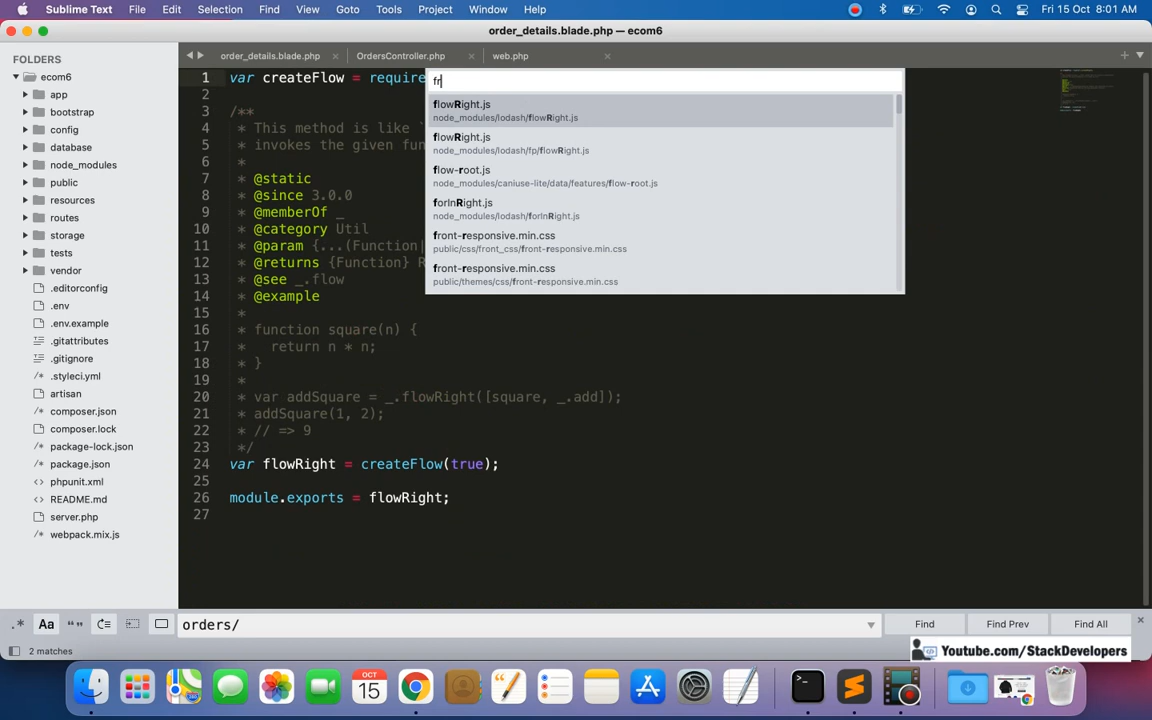 Sublime Text File Edit Selection Find View Goto Tools Project Window Help Fri 15 Oct 8:01 AM
order_details.blade.php — ecom6
FOLDERS
ecom6
app
bootstrap
config
database
node_modules
public
resources
routes
storage
tests
vendor
.editorconfig
.env
.env.example
.gitattributes
.gitignore
.styleci.yml
artisan
composer.json
composer.lock
package-lock.json
package.json
phpunit.xml
README.md
server.php
webpack.mix.js
order_details.blade.php × OrdersController.php × web.php ×
1 var createFlow = require
2
3 /**
4 * This method is like `
5 * invokes the given fun
6 *
7 * @static
8 * @since 3.0.0
9 * @memberOf _
10 * @category Util
11 * @param {...(Function|
12 * @returns {Function} R
13 * @see _.flow
14 * @example
15 *
16 * function square(n) {
17 *   return n * n;
18 * }
19 *
20 * var addSquare = _.flowRight([square, _.add]);
21 * addSquare(1, 2);
22 * // => 9
23 */
24 var flowRight = createFlow(true);
25
26 module.exports = flowRight;
27
fr
flowRight.js
node_modules/lodash/flowRight.js
flowRight.js
node_modules/lodash/fp/flowRight.js
flow-root.js
node_modules/caniuse-lite/data/features/flow-root.js
forInRight.js
node_modules/lodash/forInRight.js
front-responsive.min.css
public/css/front_css/front-responsive.min.css
front-responsive.min.css
public/themes/css/front-responsive.min.css
.* Aa “” orders/ Find Find Prev Find All ×
2 matches
Youtube.com/StackDevelopers
OCT
15